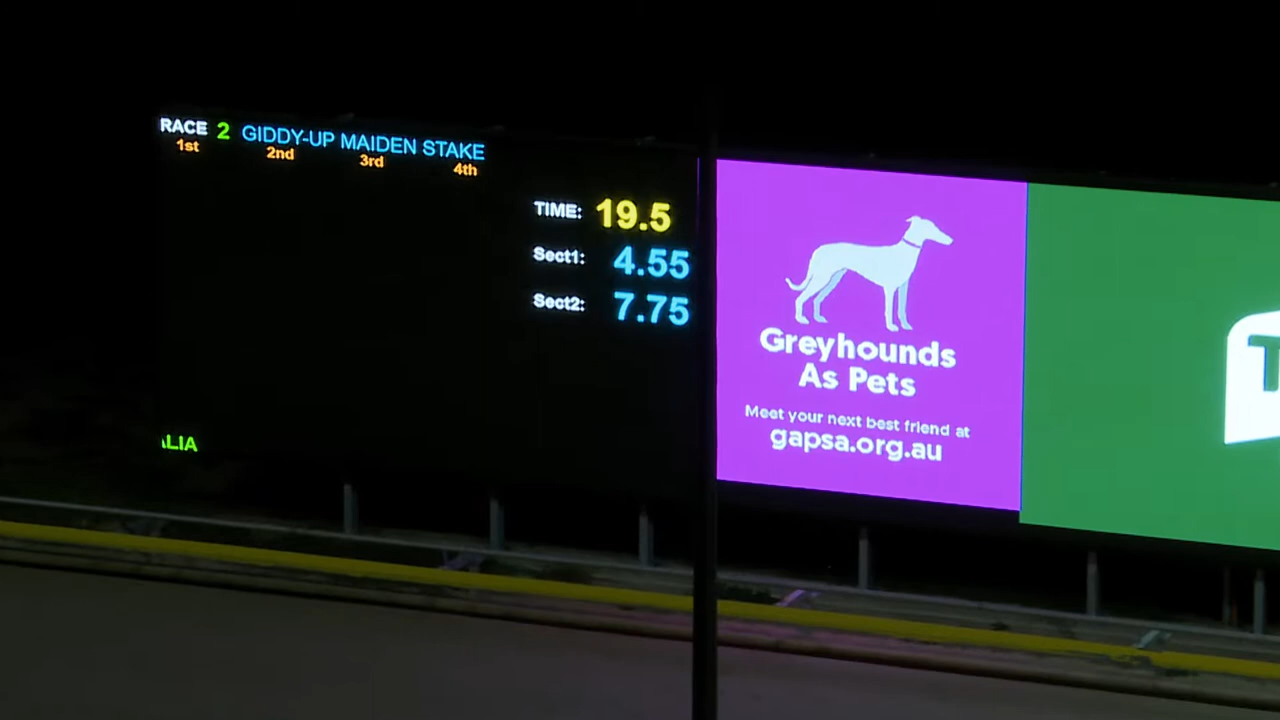 RACE 2 GIDDY-UP MAIDEN STAKE
1st 2nd 3rd 4th
TIME: 19.5
Sect1: 4.55
Sect2: 7.75
LIA
Greyhounds
As Pets
Meet your next best friend at
gapsa.org.au
T